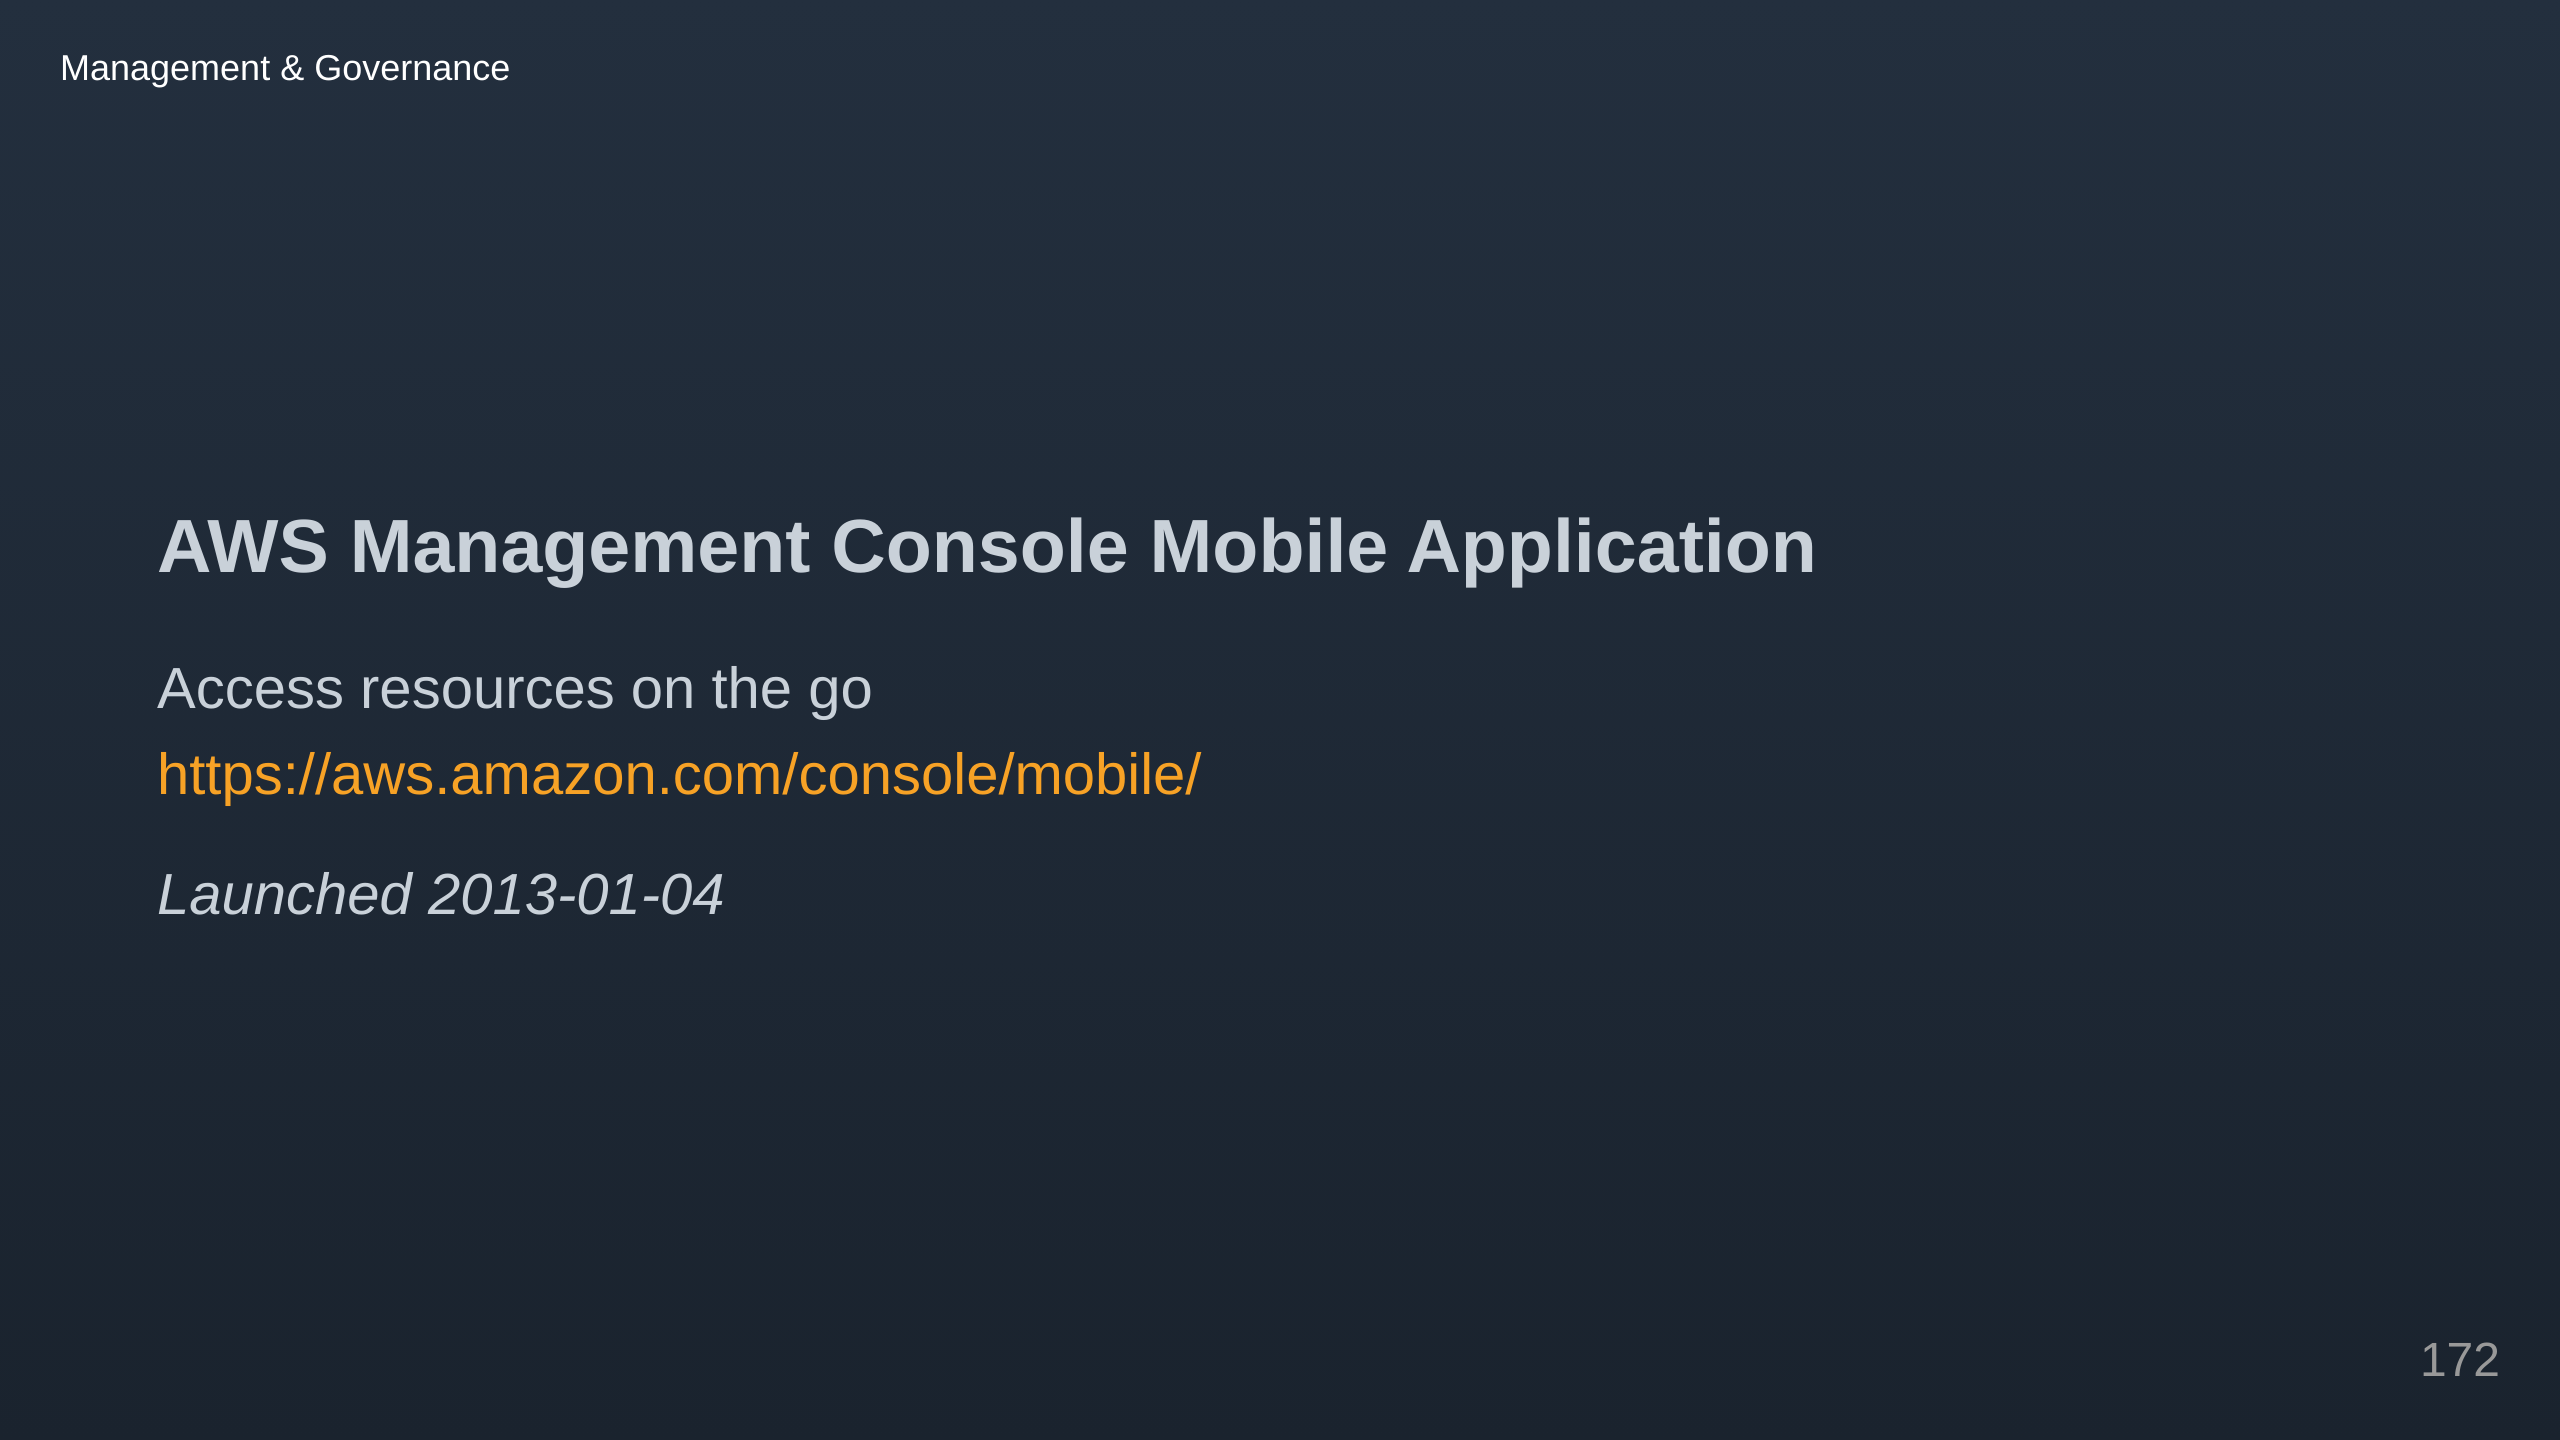 Management & Governance
AWS Management Console Mobile Application
Access resources on the go
https://aws.amazon.com/console/mobile/
Launched 2013-01-04
172